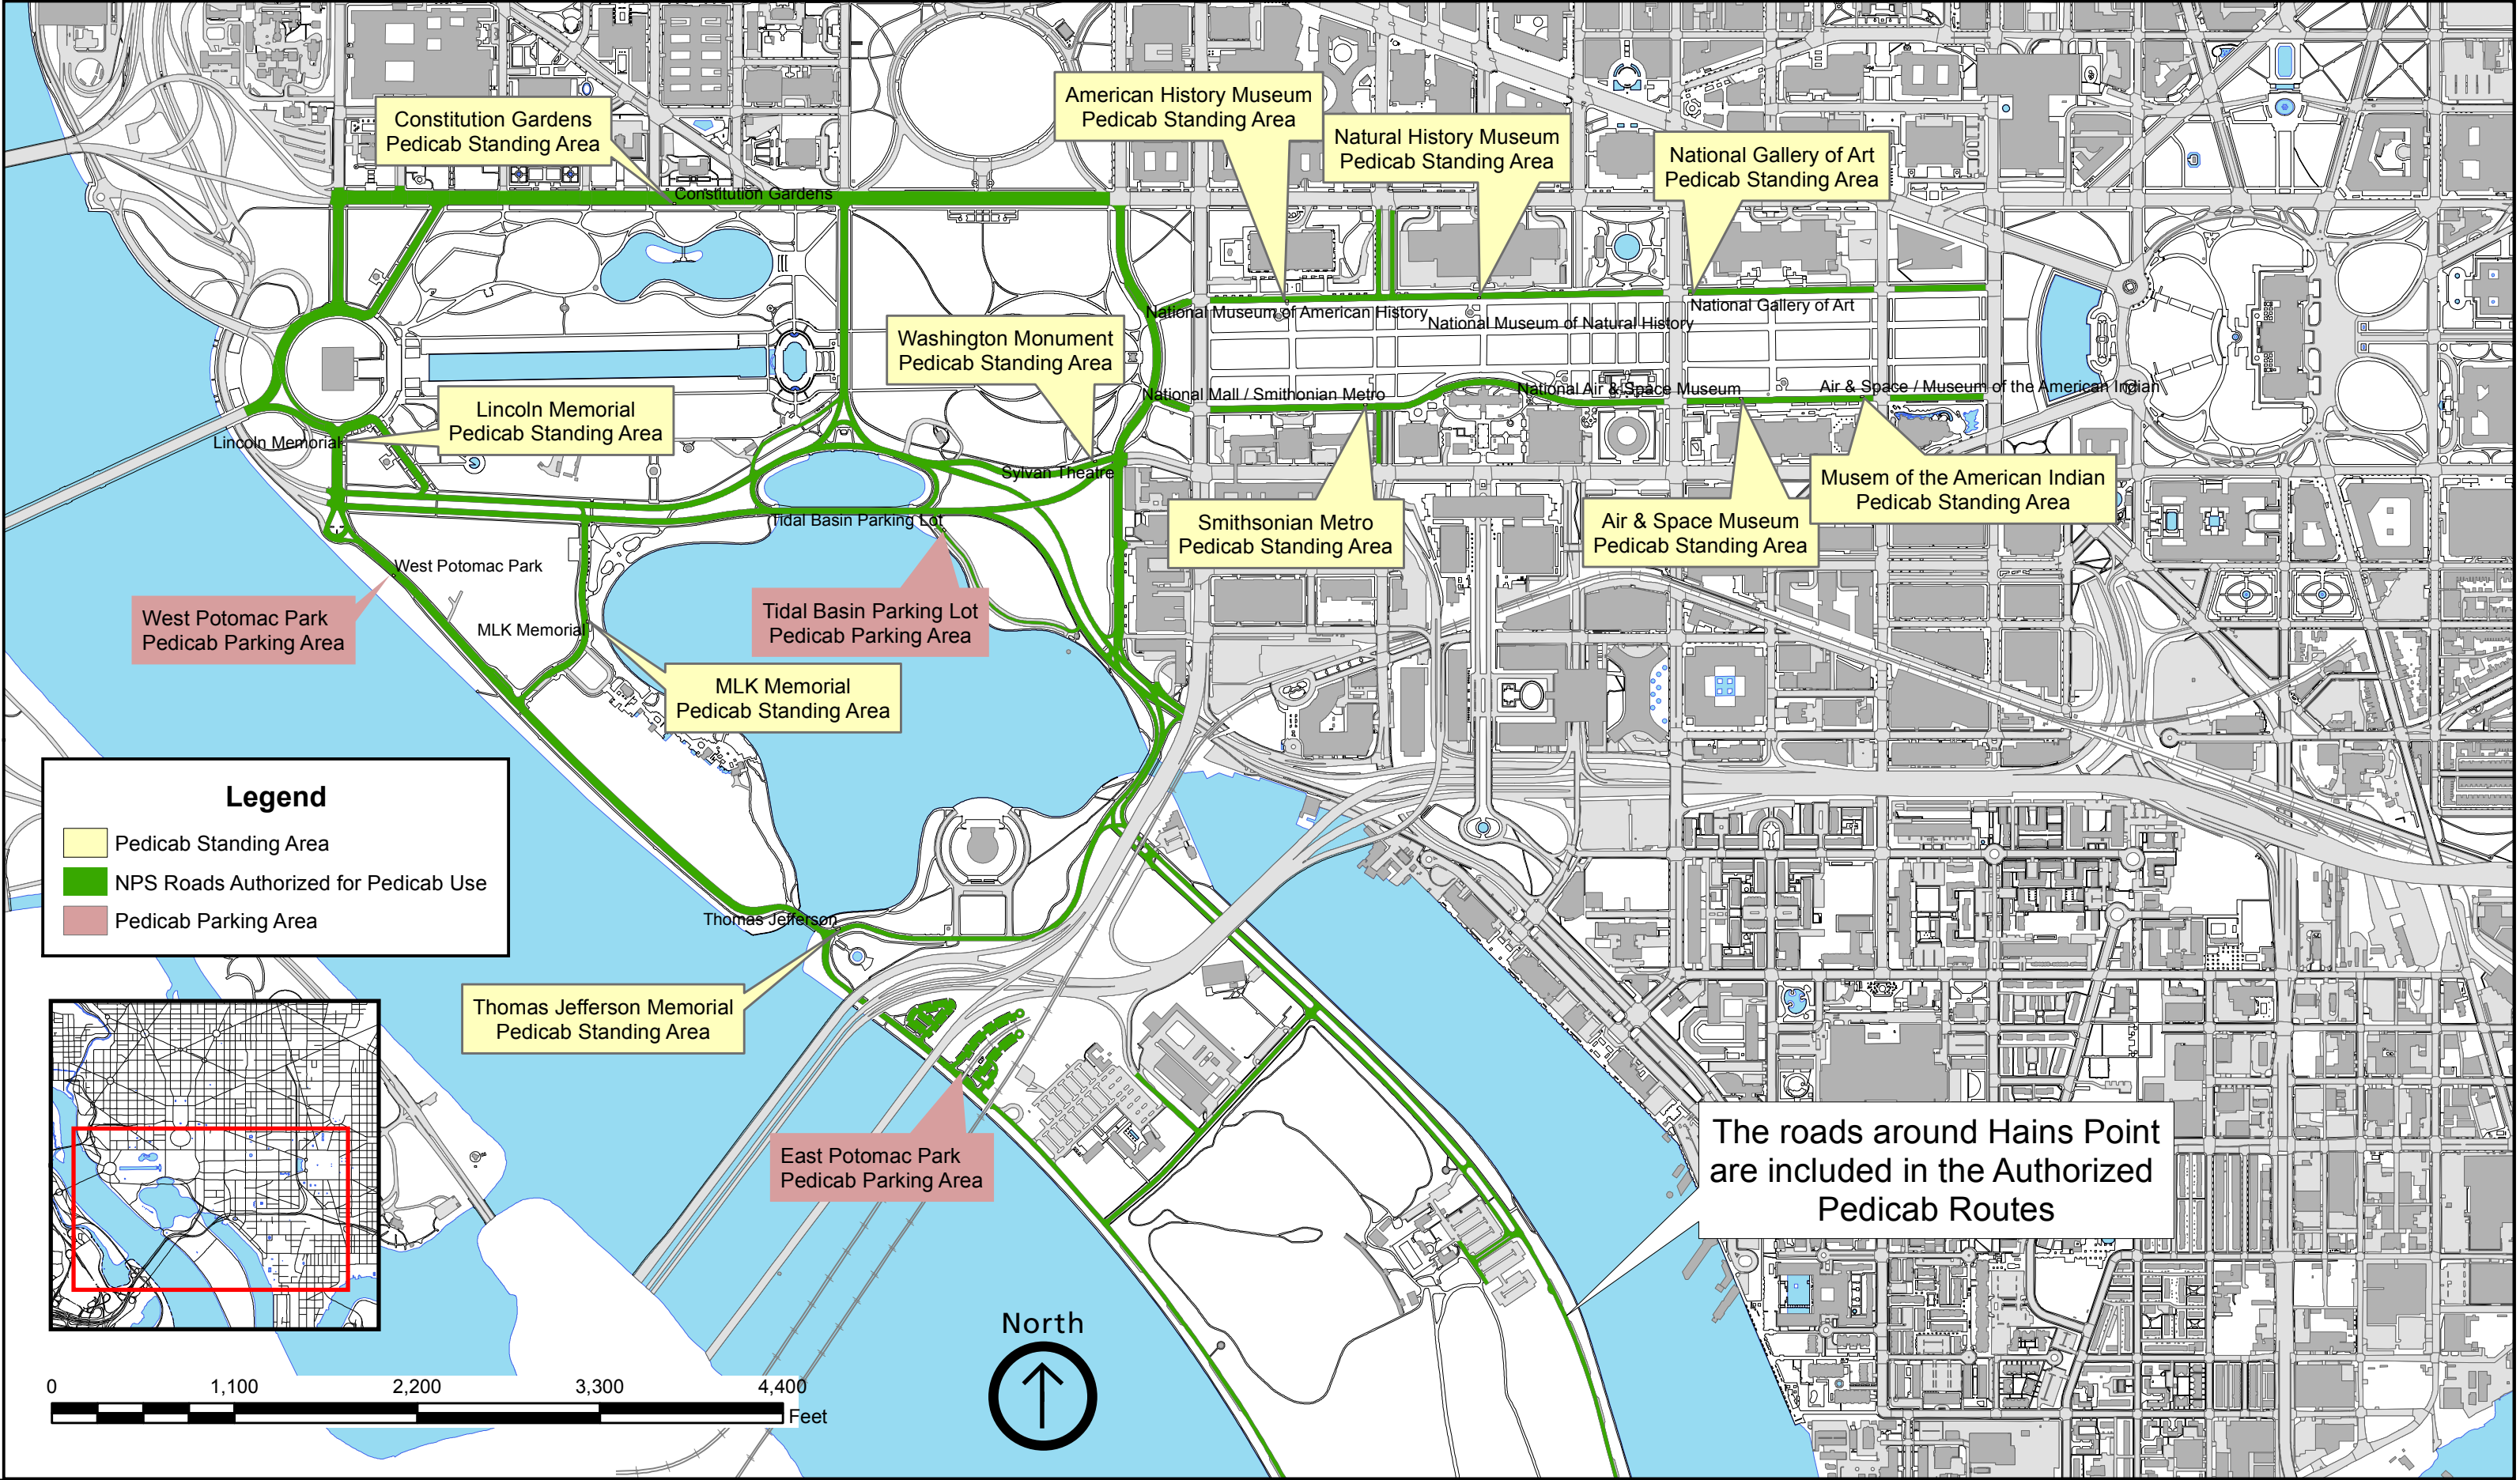 American History Museum
Pedicab Standing Area
Constitution Gardens
Pedicab Standing Area
Natural History Museum
Pedicab Standing Area
National Gallery of Art
Pedicab Standing Area
Constitution Gardens
National Museum of American History
National Museum of Natural History
National Gallery of Art
Washington Monument
Pedicab Standing Area
National Mall / Smithonian Metro
National Air & Space Museum
Air & Space / Museum of the American Indian
Lincoln Memorial
Pedicab Standing Area
Lincoln Memorial
Sylvan Theatre
Musem of the American Indian
Pedicab Standing Area
Smithsonian Metro
Pedicab Standing Area
Air & Space Museum
Pedicab Standing Area
Tidal Basin Parking Lot
West Potomac Park
West Potomac Park
Pedicab Parking Area
Tidal Basin Parking Lot
Pedicab Parking Area
MLK Memorial
MLK Memorial
Pedicab Standing Area
Legend
Pedicab Standing Area
NPS Roads Authorized for Pedicab Use
Pedicab Parking Area
Thomas Jefferson
Thomas Jefferson Memorial
Pedicab Standing Area
East Potomac Park
Pedicab Parking Area
The roads around Hains Point
are included in the Authorized
Pedicab Routes
North
0 1,100 2,200 3,300 4,400
Feet